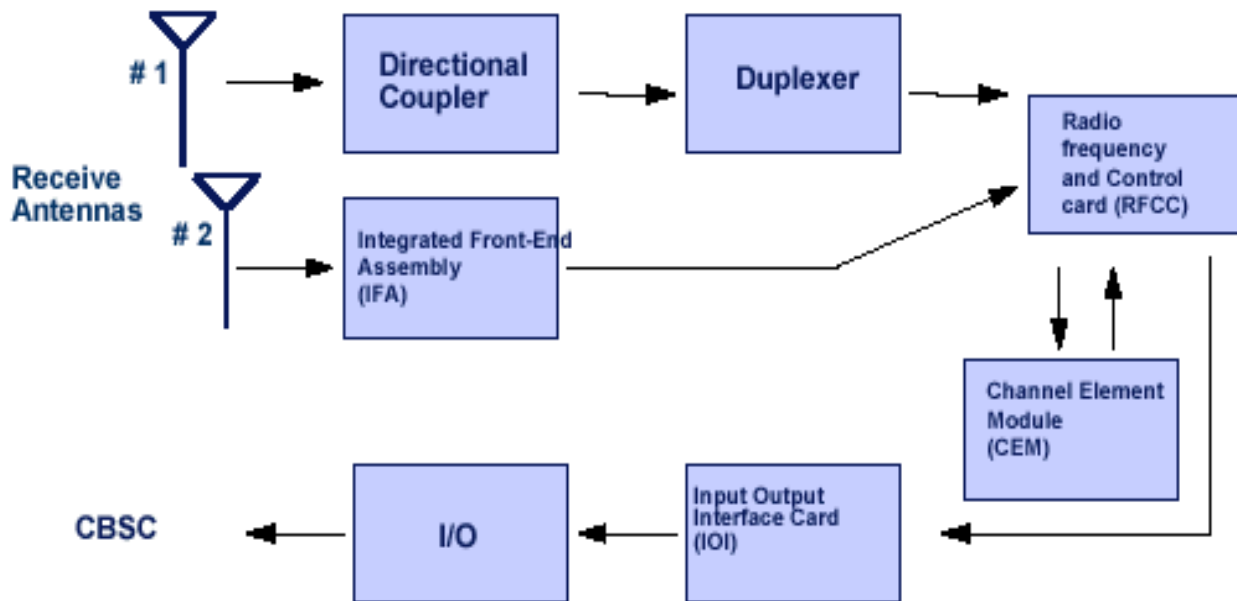 # 1
Directional
Coupler
Duplexer
Radio
frequency
and Control
card (RFCC)
Receive
Antennas
# 2
Integrated Front-End
Assembly
(IFA)
Channel Element
Module
(CEM)
CBSC
I/O
Input Output
Interface Card
(IOI)